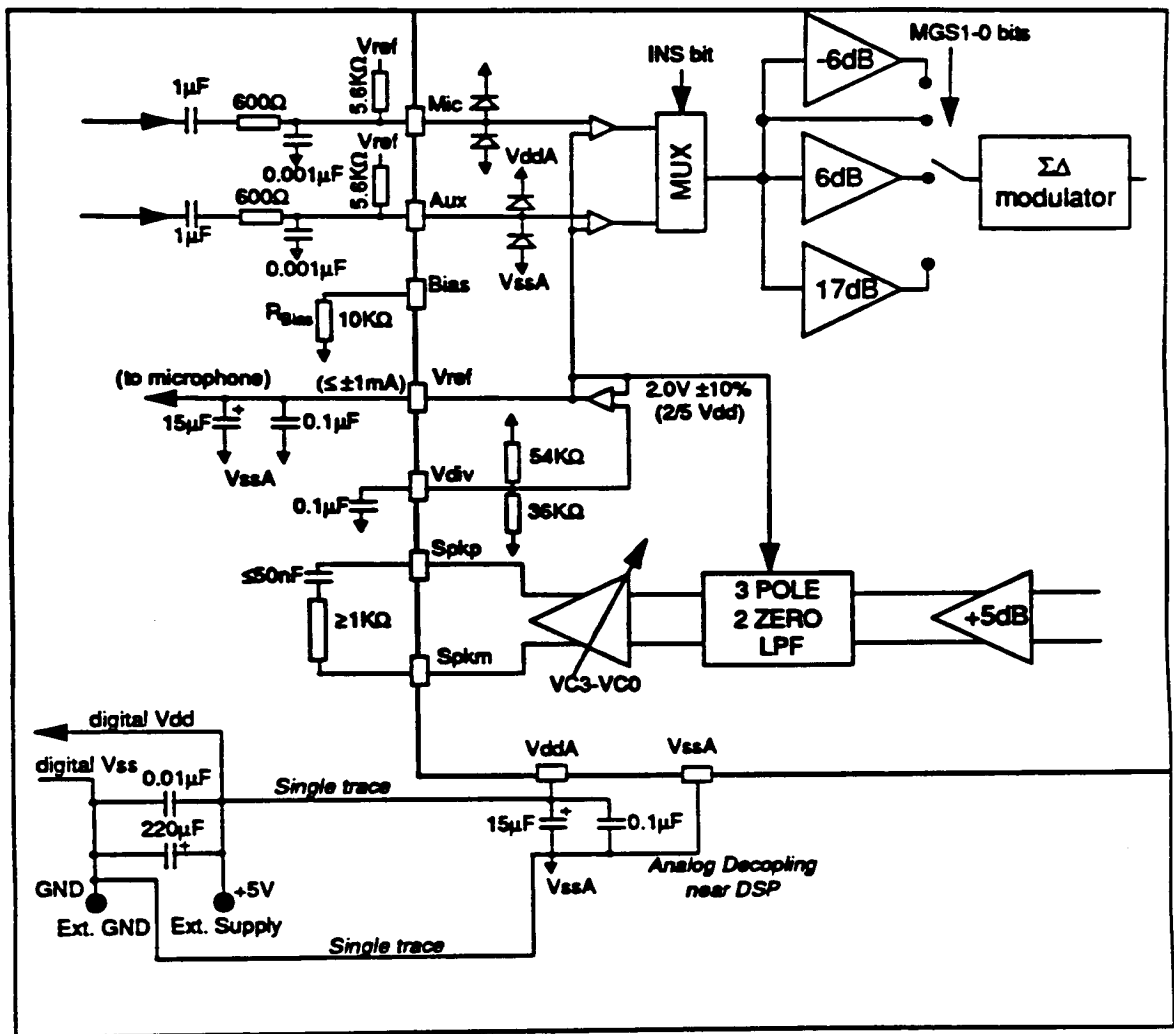 MGS1-0 bits
-6dB
Vref
INS bit
1µF
600Ω
5.6KΩ
Mic
Vref
VddA
0.001µF
MUX
6dB
ΣΔ
modulator
600Ω
5.6KΩ
Aux
1µF
0.001µF
VssA
17dB
Bias
RBias
10KΩ
(to microphone)
(≤ ±1mA)
Vref
2.0V ±10%
(2/5 Vdd)
15µF
+
0.1µF
54KΩ
VssA
Vdiv
0.1µF
36KΩ
Spkp
≤50nF
3 POLE
2 ZERO
LPF
+5dB
≥1KΩ
Spkm
VC3-VC0
digital Vdd
VddA
VssA
digital Vss
0.01µF
Single trace
220µF
+
15µF
+
0.1µF
Analog Decopling
near DSP
VssA
GND
+5V
Ext. GND
Ext. Supply
Single trace